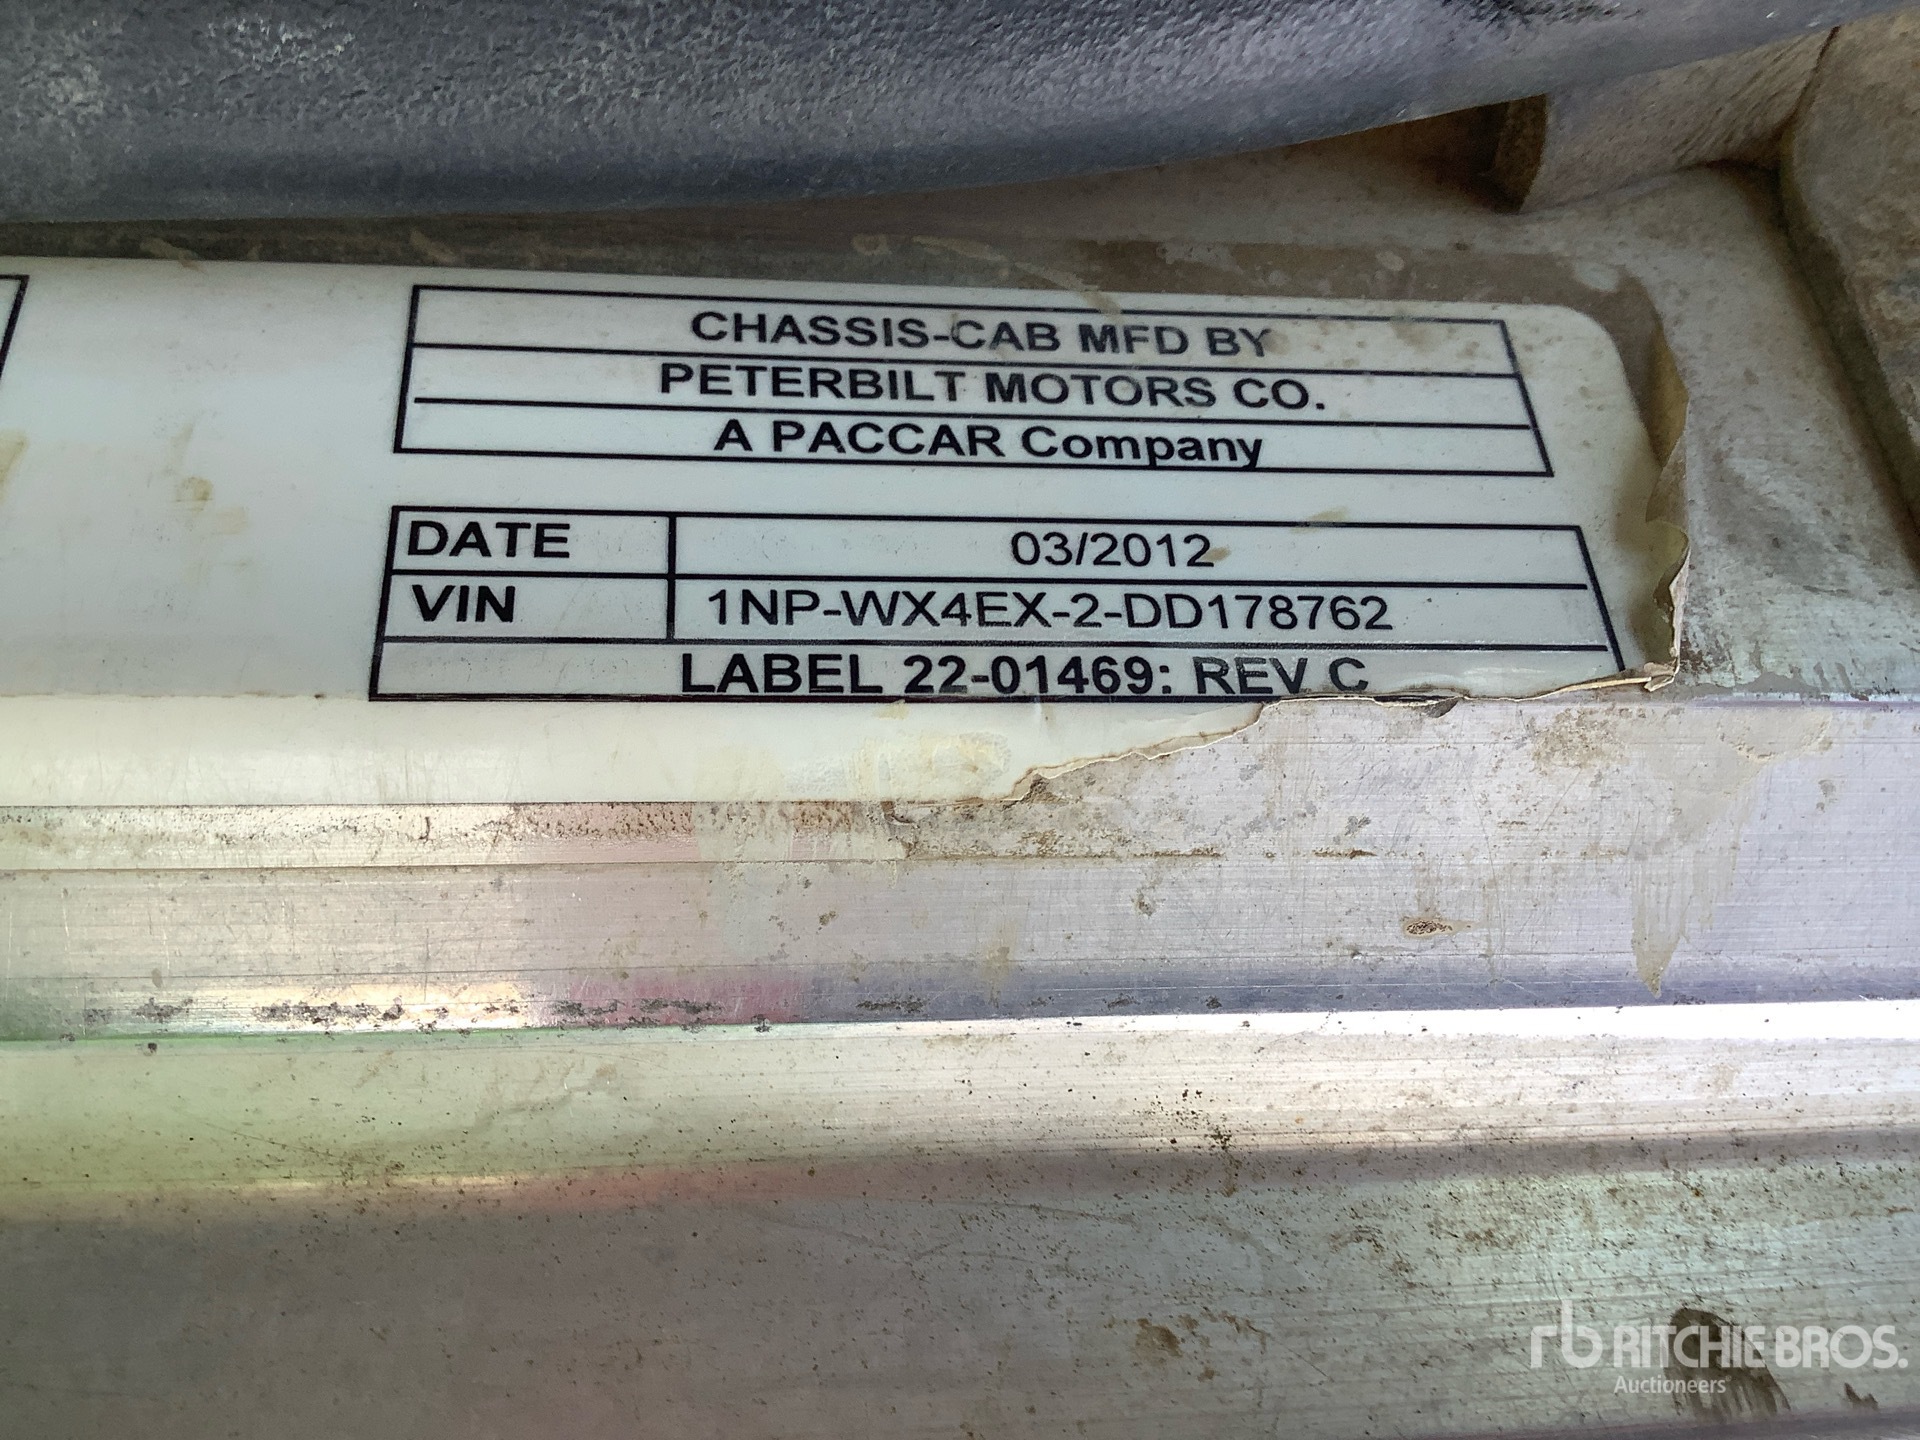 CHASSIS-CAB MFD BY
PETERBILT MOTORS CO.
A PACCAR Company
DATE 03/2012
VIN 1NP-WX4EX-2-DD178762
LABEL 22-01469: REV C
rb RITCHIE BROS.
Auctioneers